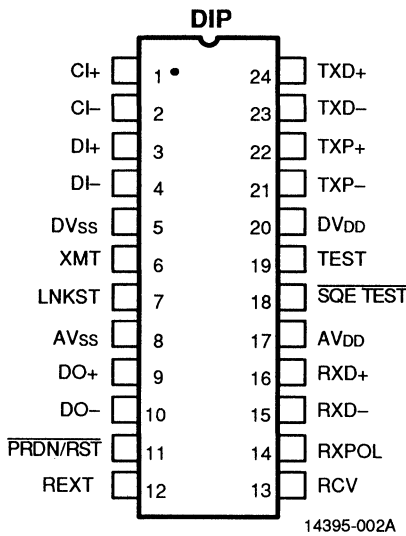 DIP
CI+ 1 24 TXD+
CI– 2 23 TXD–
DI+ 3 22 TXP+
DI– 4 21 TXP–
DVSS 5 20 DVDD
XMT 6 19 TEST
LNKST 7 18 SQE TEST
AVSS 8 17 AVDD
DO+ 9 16 RXD+
DO– 10 15 RXD–
PRDN/RST 11 14 RXPOL
REXT 12 13 RCV
14395-002A